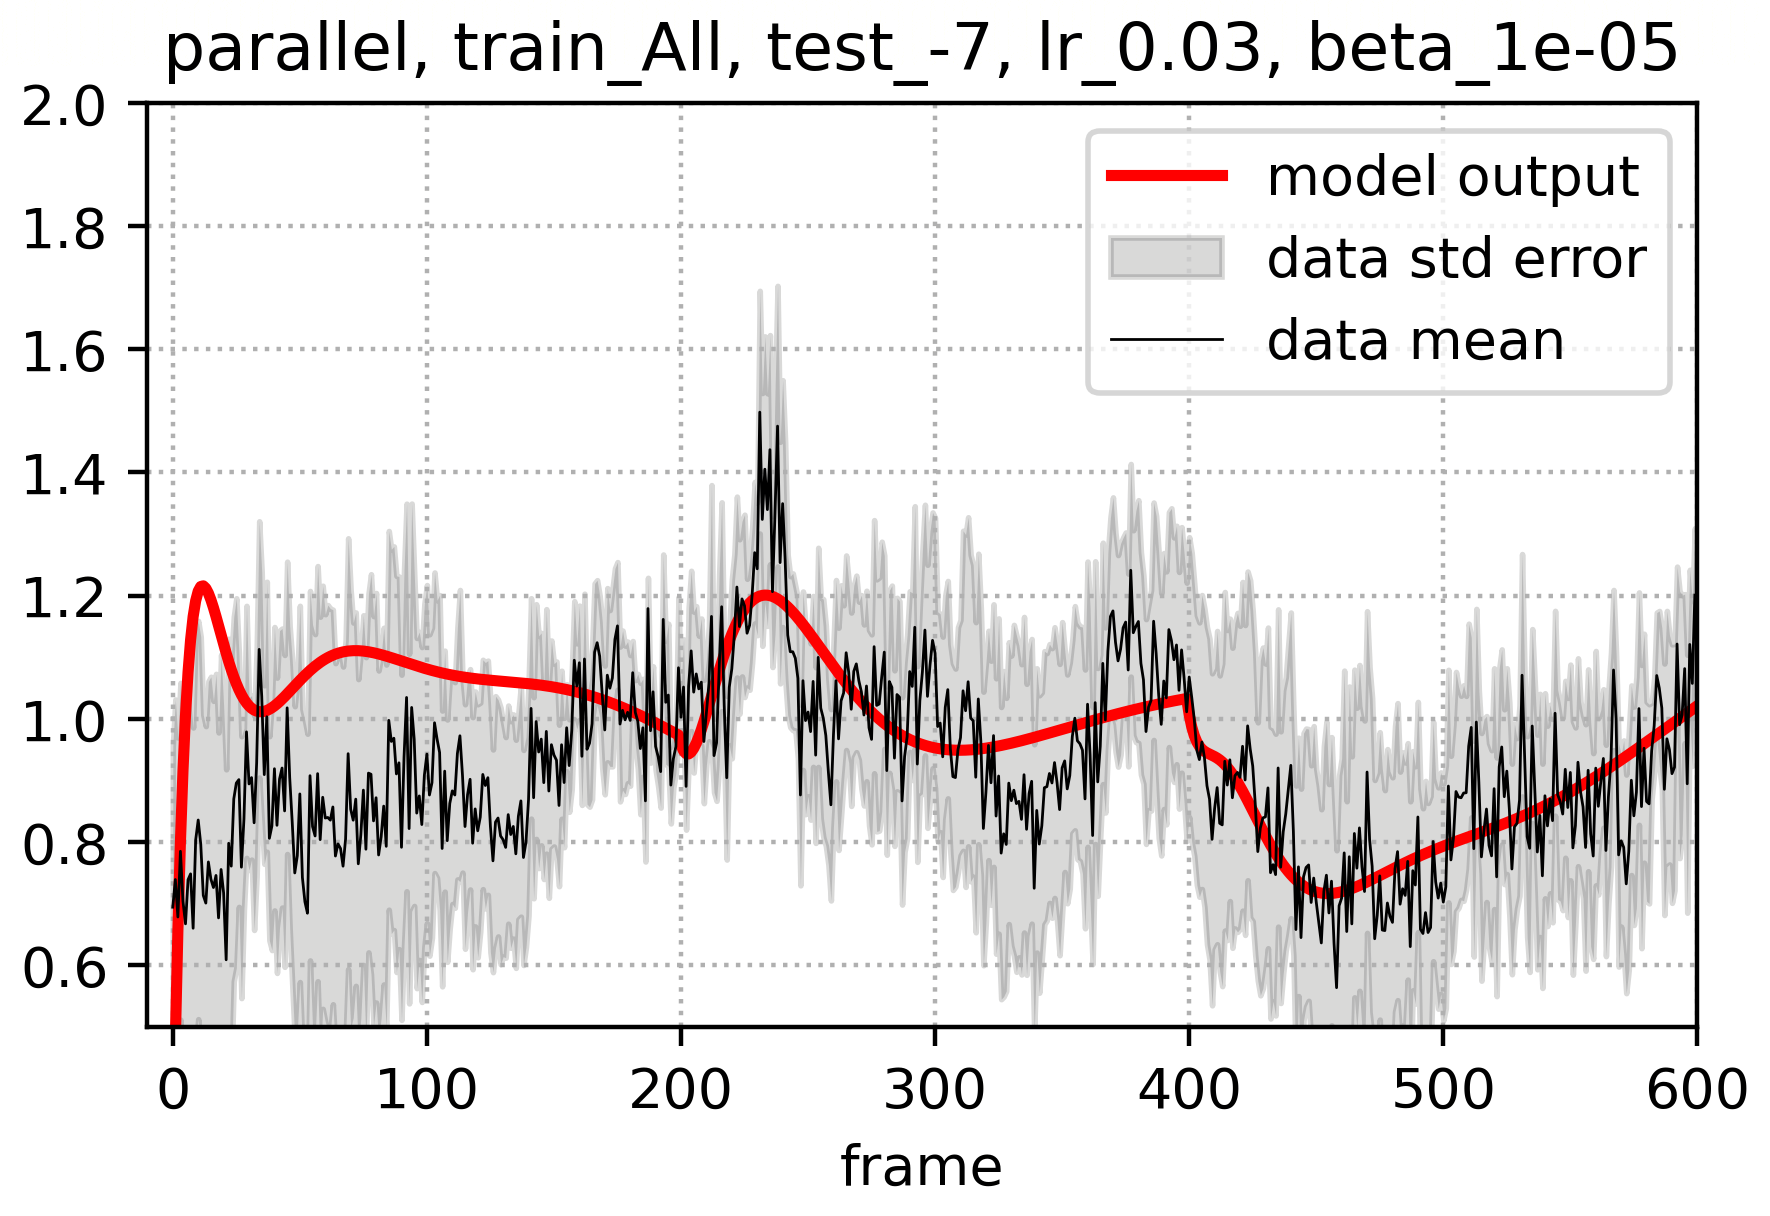 parallel, train_All, test_-7, lr_0.03, beta_1e-05
2.0
1.8
1.6
1.4
1.2
1.0
0.8
0.6
model output
data std error
data mean
0 100 200 300 400 500 600
frame